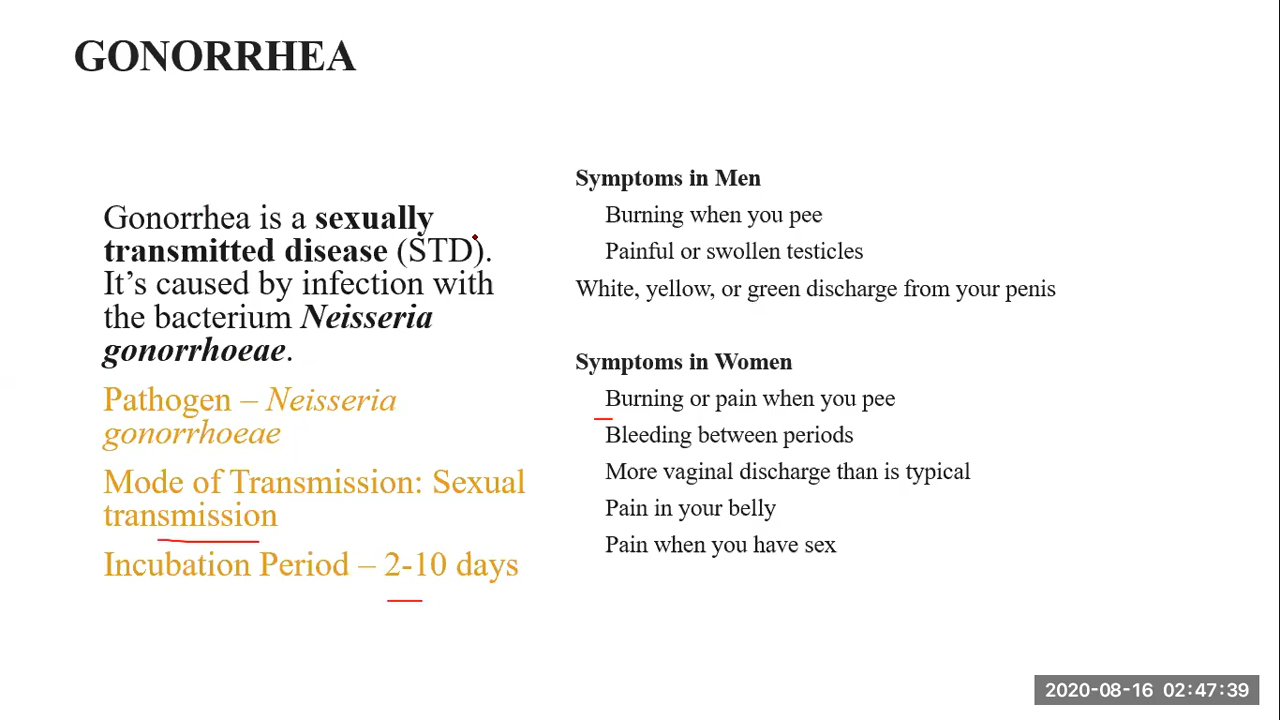 GONORRHEA
Gonorrhea is a sexually
transmitted disease (STD).
It’s caused by infection with
the bacterium Neisseria
gonorrhoeae.
Pathogen – Neisseria
gonorrhoeae
Mode of Transmission: Sexual
transmission
Incubation Period – 2-10 days
Symptoms in Men
Burning when you pee
Painful or swollen testicles
White, yellow, or green discharge from your penis
Symptoms in Women
Burning or pain when you pee
Bleeding between periods
More vaginal discharge than is typical
Pain in your belly
Pain when you have sex
2020-08-16 02:47:39